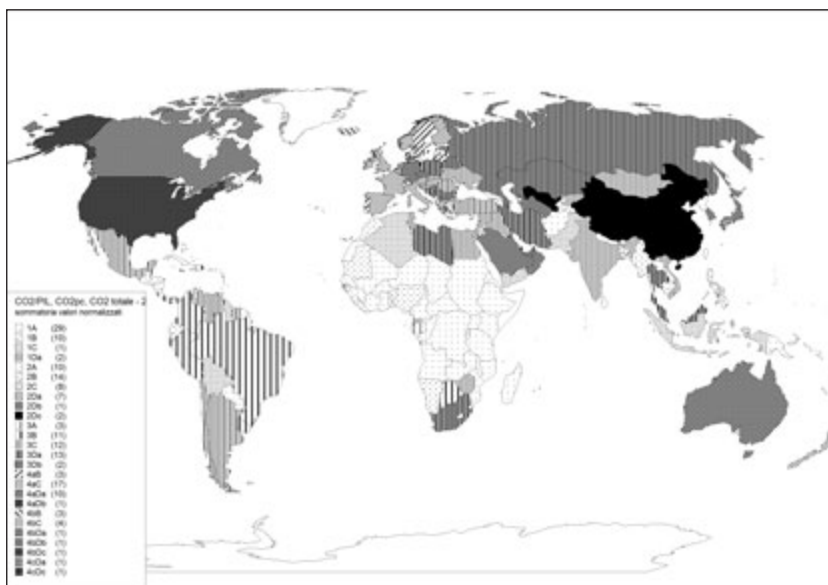 CO2/PIL, CO2pc, CO2 totale - 2
sommatoria valori normalizzati
1A (29)
1B (10)
1C (1)
1Da (2)
2A (10)
2B (14)
2C (8)
2Da (7)
2Db (1)
2Dc (2)
3A (3)
3B (11)
3C (12)
3Da (13)
3Db (2)
4aB (3)
4aC (17)
4aDa (10)
4aDb (1)
4bB (3)
4bC (4)
4bDa (1)
4bDb (1)
4bDc (1)
4cDa (1)
4cDc (1)